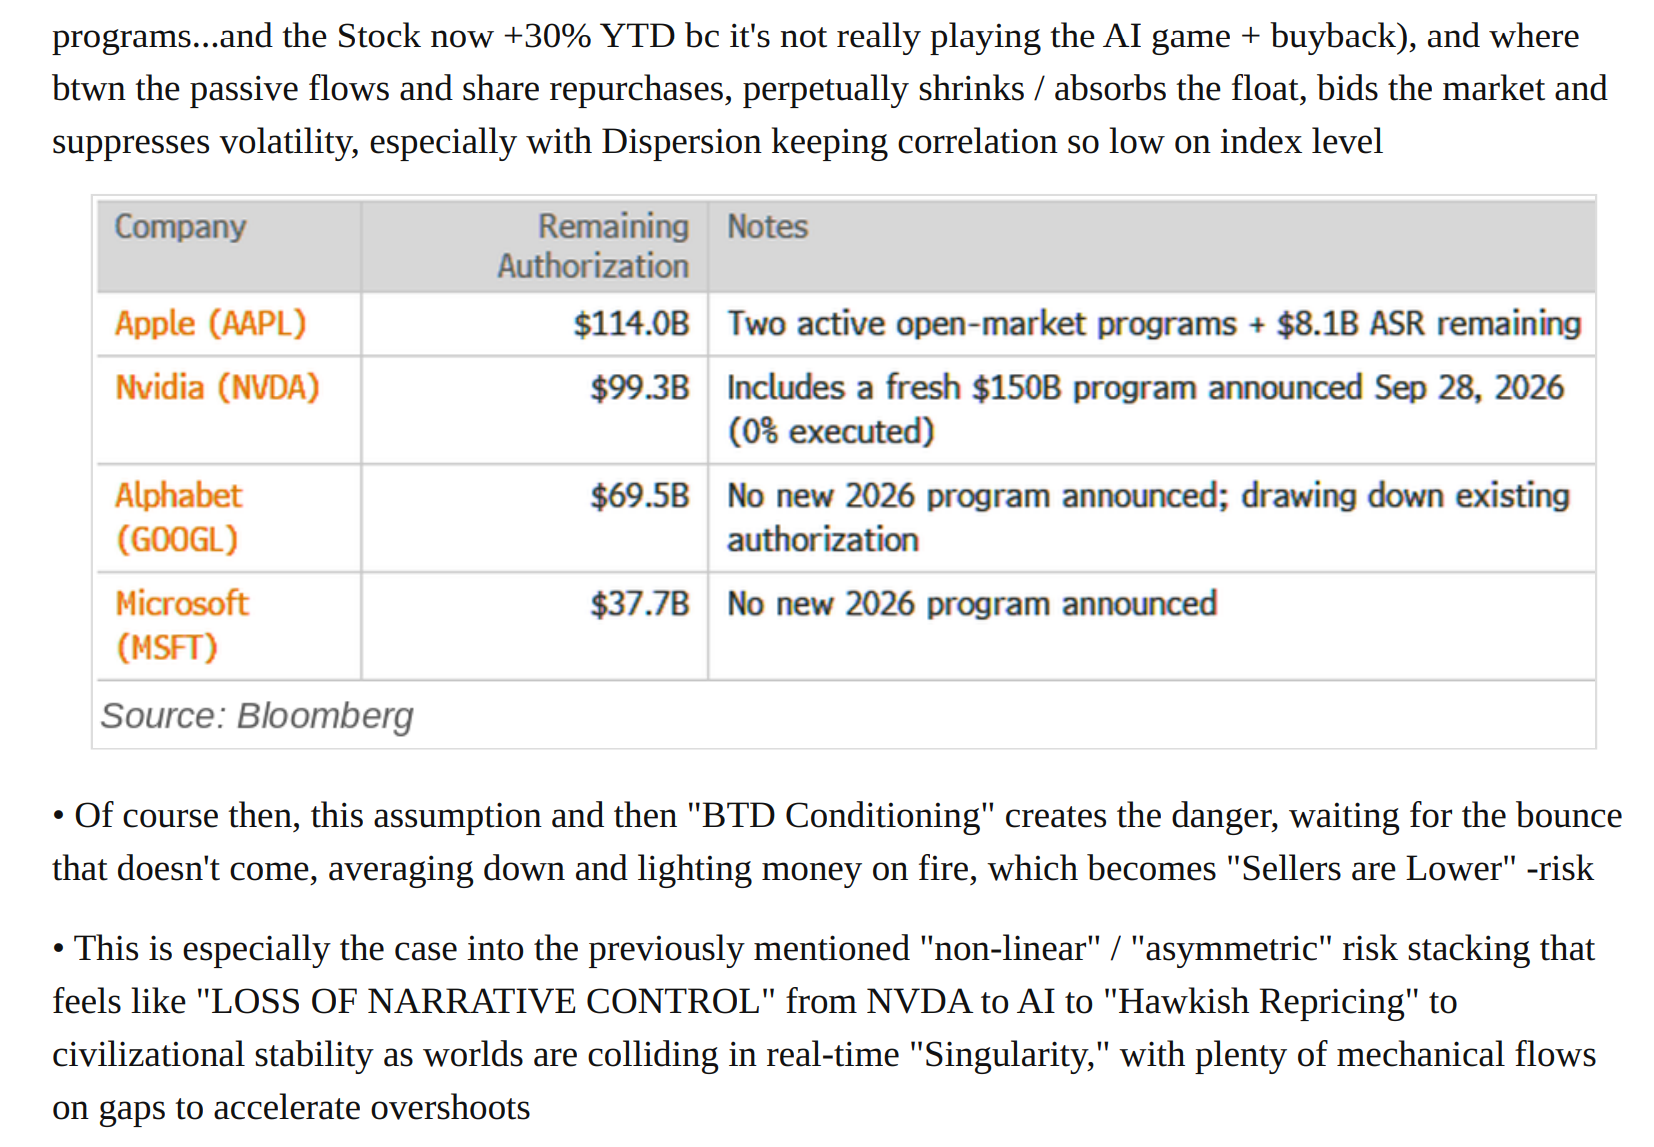 programs...and the Stock now +30% YTD bc it's not really playing the AI game + buyback), and where
btwn the passive flows and share repurchases, perpetually shrinks / absorbs the float, bids the market and
suppresses volatility, especially with Dispersion keeping correlation so low on index level
Company Remaining Authorization Notes
Apple (AAPL) $114.0B Two active open-market programs + $8.1B ASR remaining
Nvidia (NVDA) $99.3B Includes a fresh $150B program announced Sep 28, 2026
(0% executed)
Alphabet (GOOGL) $69.5B No new 2026 program announced; drawing down existing
authorization
Microsoft (MSFT) $37.7B No new 2026 program announced
Source: Bloomberg
• Of course then, this assumption and then "BTD Conditioning" creates the danger, waiting for the bounce
that doesn't come, averaging down and lighting money on fire, which becomes "Sellers are Lower" -risk
• This is especially the case into the previously mentioned "non-linear" / "asymmetric" risk stacking that
feels like "LOSS OF NARRATIVE CONTROL" from NVDA to AI to "Hawkish Repricing" to
civilizational stability as worlds are colliding in real-time "Singularity," with plenty of mechanical flows
on gaps to accelerate overshoots